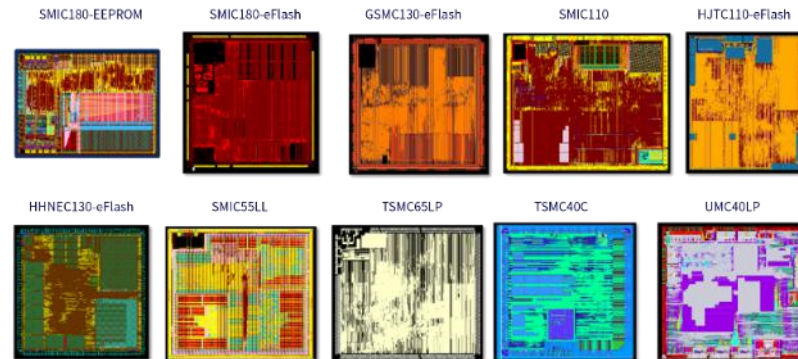 SMIC180-EEPROM SMIC180-eFlash GSMC130-eFlash SMIC110 HJTC110-eFlash
HHNEC130-eFlash SMIC55LL TSMC65LP TSMC40C UMC40LP